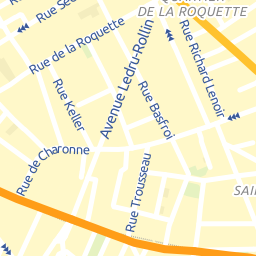 QUARTIER
DE LA ROQUETTE
Rue Se
Rue de la Roquette
Avenue Ledru-Rollin
Rue Richard Lenoir
Rue Keller
Rue Basfroi
Rue de Charonne
Rue Trousseau
SAI